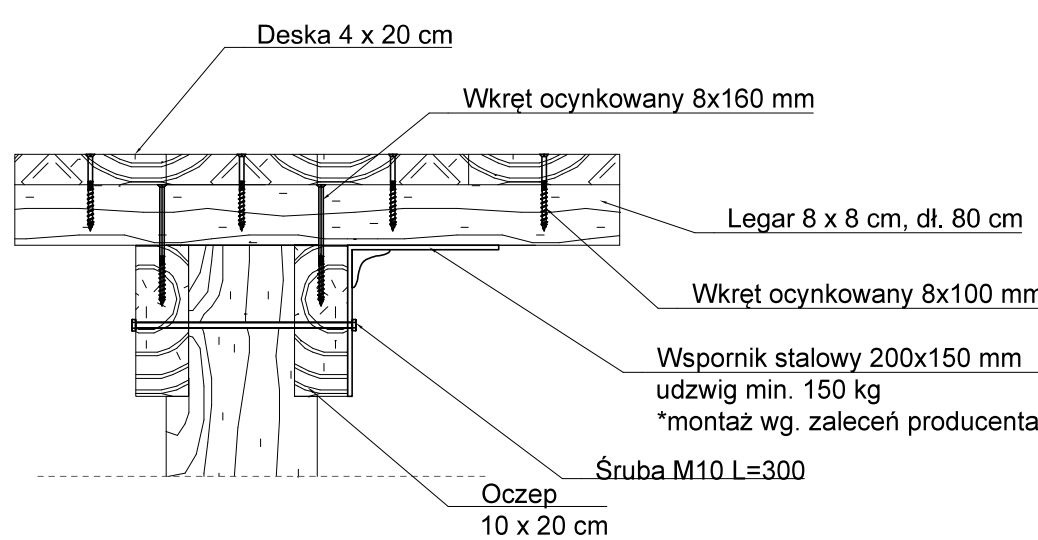 Deska 4 x 20 cm
Wkręt ocynkowany 8x160 mm
Legar 8 x 8 cm, dł. 80 cm
Wkręt ocynkowany 8x100 mm
Wspornik stalowy 200x150 mm
udzwig min. 150 kg
*montaż wg. zaleceń producenta
Śruba M10 L=300
Oczep
10 x 20 cm